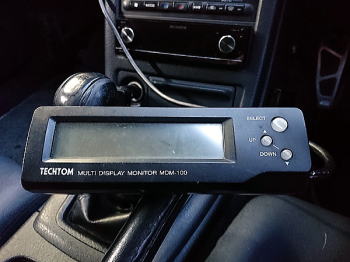 SELECT
UP
DOWN
TECHTOM MULTI DISPLAY MONITOR MDM-100